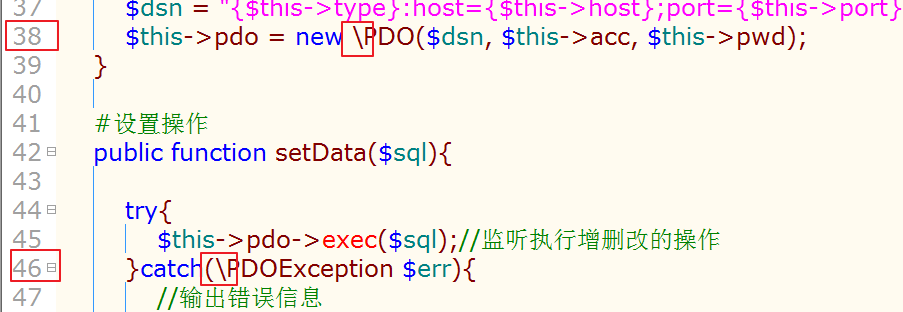 37 $dsn = "{$this->type}:host={$this->host};port={$this->port}
38 $this->pdo = new \PDO($dsn, $this->acc, $this->pwd);
39 }
40
41 #设置操作
42 public function setData($sql){
43
44 try{
45 $this->pdo->exec($sql);//监听执行增删改的操作
46 }catch(\PDOException $err){
47 //输出错误信息